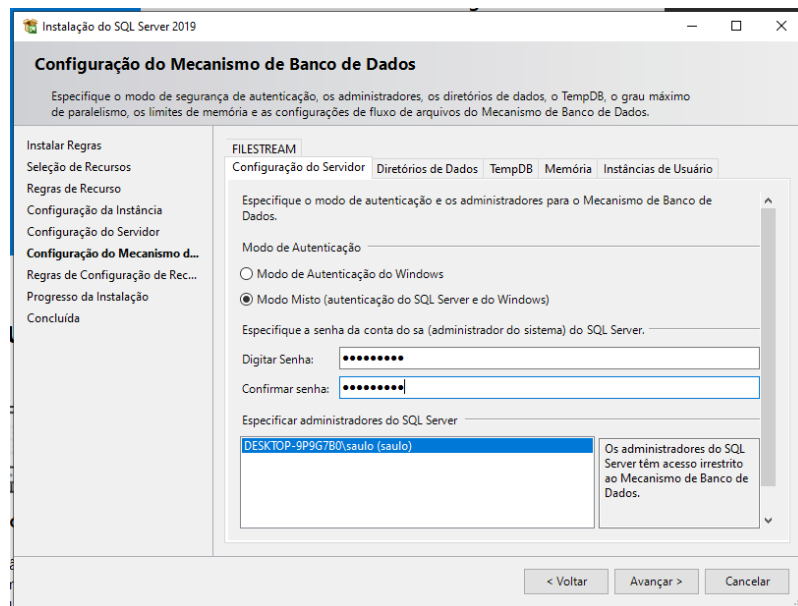 Instalação do SQL Server 2019
Configuração do Mecanismo de Banco de Dados
Especifique o modo de segurança de autenticação, os administradores, os diretórios de dados, o TempDB, o grau máximo
de paralelismo, os limites de memória e as configurações de fluxo de arquivos do Mecanismo de Banco de Dados.
Instalar Regras
Seleção de Recursos
Regras de Recurso
Configuração da Instância
Configuração do Servidor
Configuração do Mecanismo d...
Regras de Configuração de Rec...
Progresso da Instalação
Concluída
FILESTREAM
Configuração do Servidor Diretórios de Dados TempDB Memória Instâncias de Usuário
Especifique o modo de autenticação e os administradores para o Mecanismo de Banco de
Dados.
Modo de Autenticação
Modo de Autenticação do Windows
Modo Misto (autenticação do SQL Server e do Windows)
Especifique a senha da conta do sa (administrador do sistema) do SQL Server.
Digitar Senha: •••••••••
Confirmar senha: •••••••••
Especificar administradores do SQL Server
DESKTOP-9P9G7B0\saulo (saulo)
Os administradores do SQL
Server têm acesso irrestrito
ao Mecanismo de Banco de
Dados.
< Voltar Avançar > Cancelar